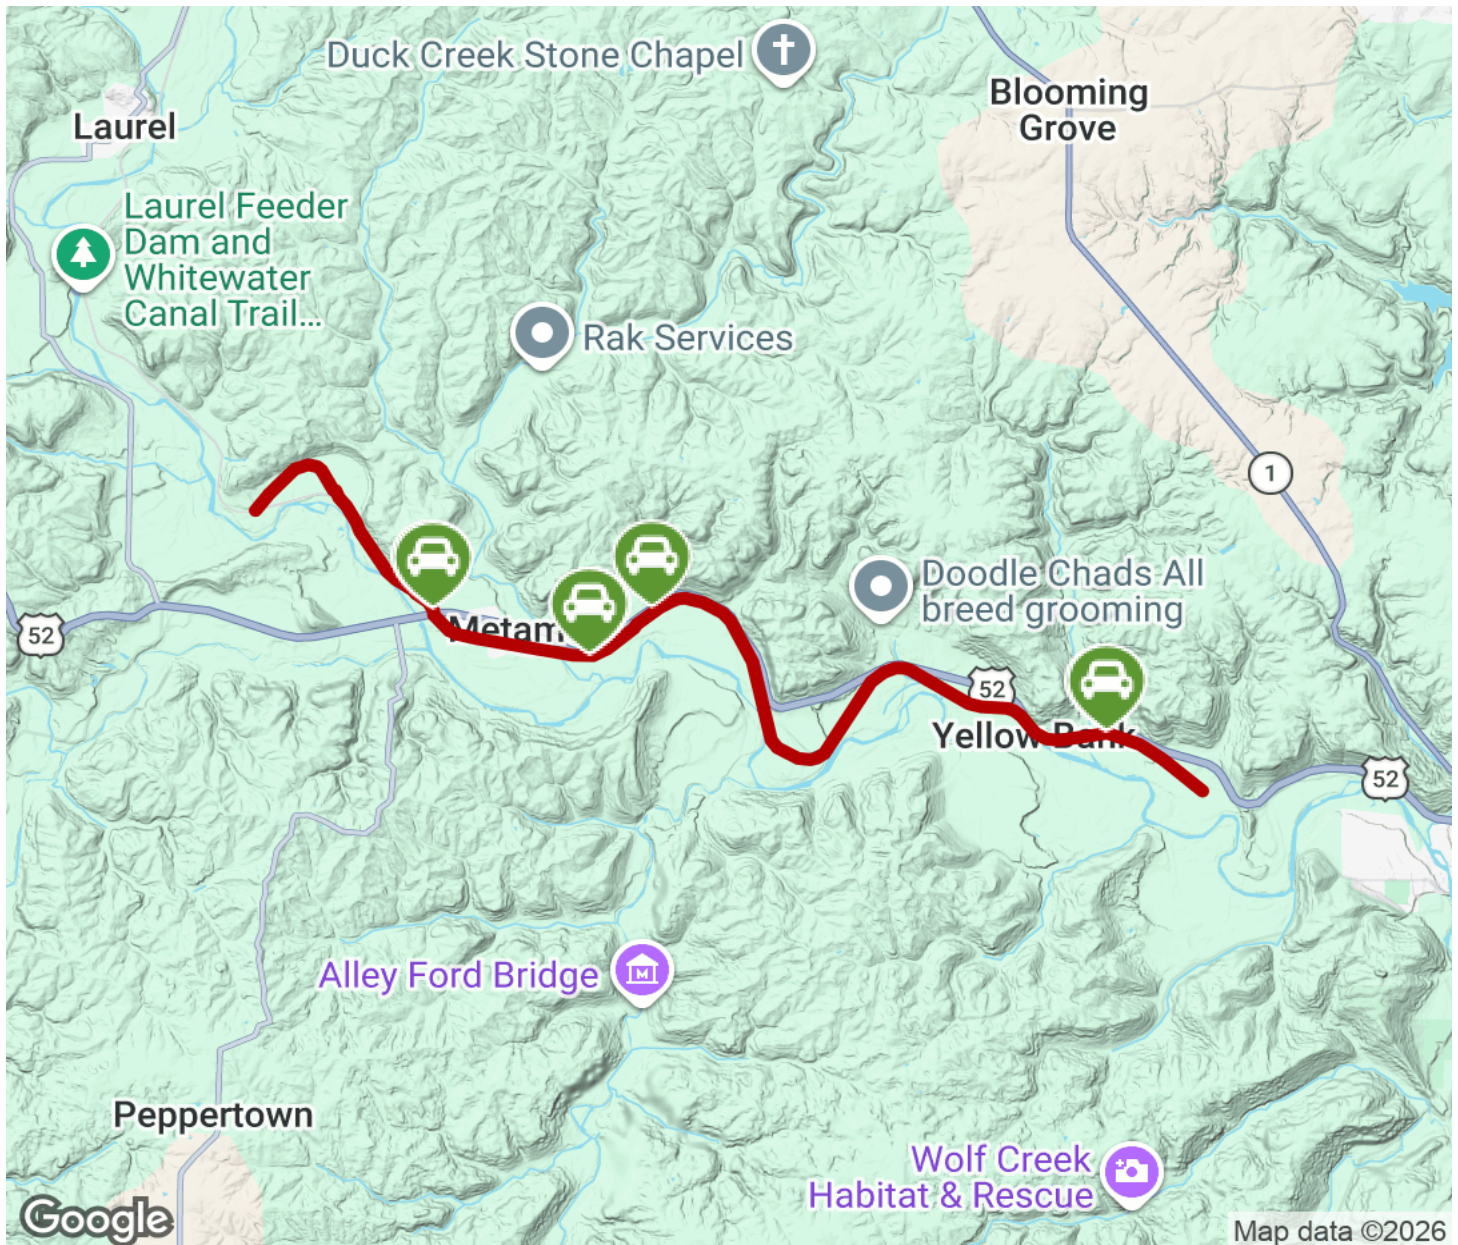 Duck Creek Stone Chapel
Blooming
Grove
Laurel
Laurel Feeder
Dam and
Whitewater
Canal Trail...
Rak Services
1
Doodle Chads All
breed grooming
52
Metam
52
Yellow Bank
52
Alley Ford Bridge
M
Peppertown
Wolf Creek
Habitat & Rescue
Google
Map data ©2026